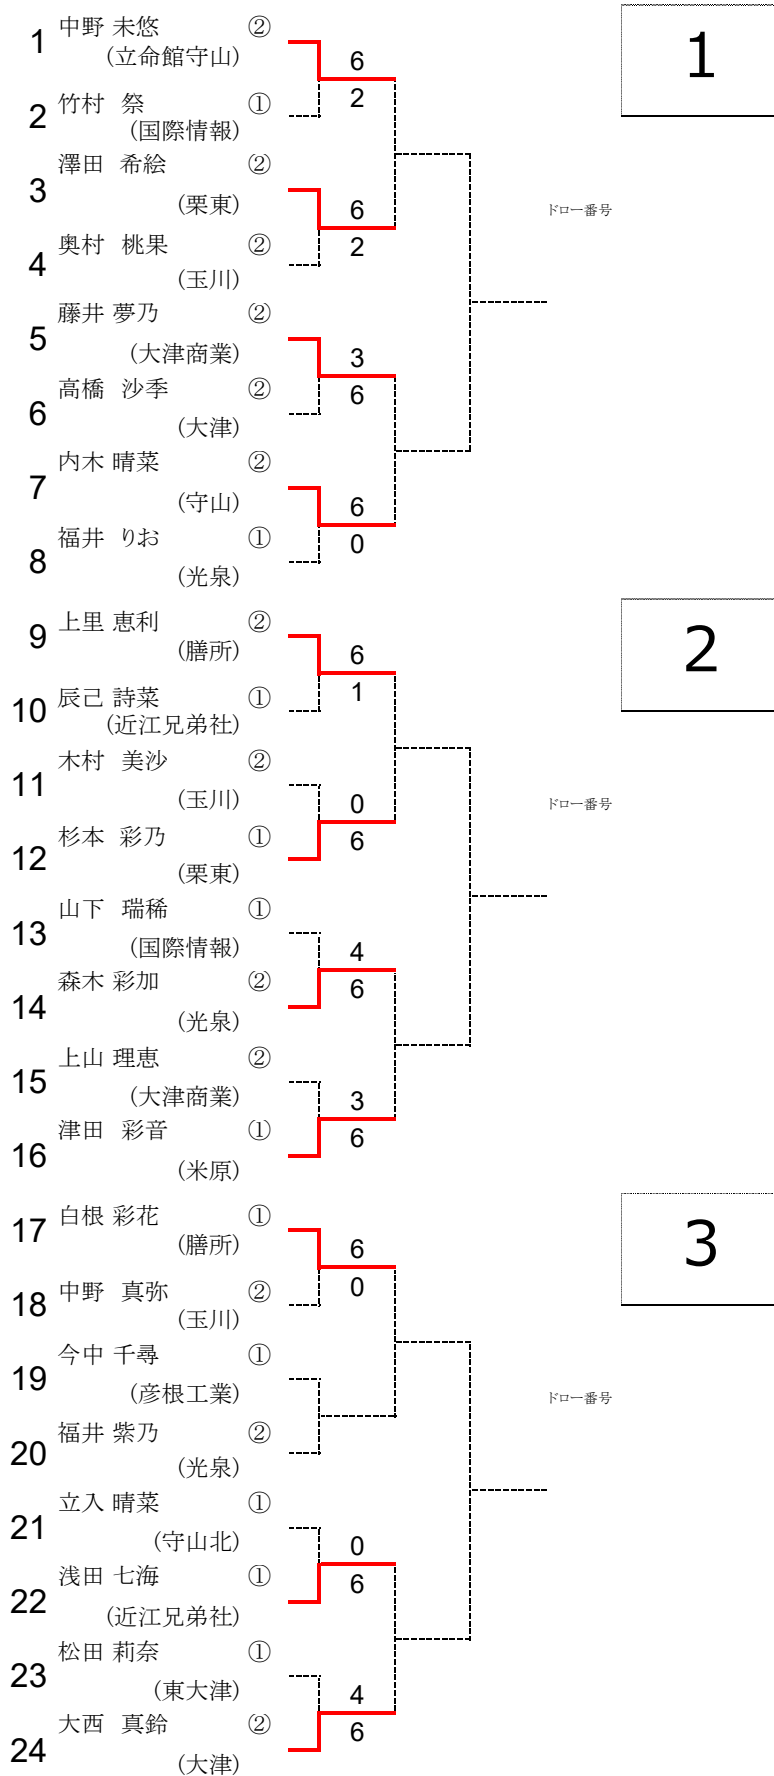 中野 未悠 ②
1
(立命館守山)
6
1
2
竹村 祭 ①
2
(国際情報)
澤田 希絵 ②
3
(栗東)
6
ドロー番号
2
奥村 桃果 ②
4
(玉川)
藤井 夢乃 ②
5
(大津商業)
3
6
高橋 沙季 ②
6
(大津)
内木 晴菜 ②
7
(守山)
6
0
福井 りお ①
8
(光泉)
上里 恵利 ②
9
(膳所)
6
2
1
辰己 詩菜 ①
10
(近江兄弟社)
木村 美沙 ②
11
(玉川)
0
ドロー番号
6
杉本 彩乃 ①
12
(栗東)
山下 瑞稀 ①
13
(国際情報)
4
6
森木 彩加 ②
14
(光泉)
上山 理恵 ②
15
(大津商業)
3
6
津田 彩音 ①
16
(米原)
白根 彩花 ①
17
(膳所)
6
3
0
中野 真弥 ②
18
(玉川)
今中 千尋 ①
19
(彦根工業)
ドロー番号
福井 紫乃 ②
20
(光泉)
立入 晴菜 ①
21
(守山北)
0
6
浅田 七海 ①
22
(近江兄弟社)
松田 莉奈 ①
23
(東大津)
4
6
大西 真鈴 ②
24
(大津)